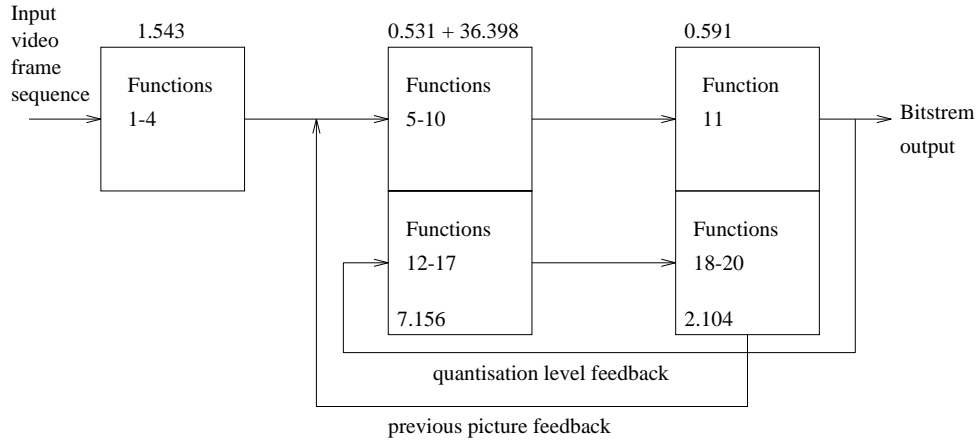 Input
video
frame
sequence
1.543
Functions
1-4
0.531 + 36.398
Functions
5-10
0.591
Function
11
Bitstrem
output
Functions
12-17
7.156
Functions
18-20
2.104
quantisation level feedback
previous picture feedback